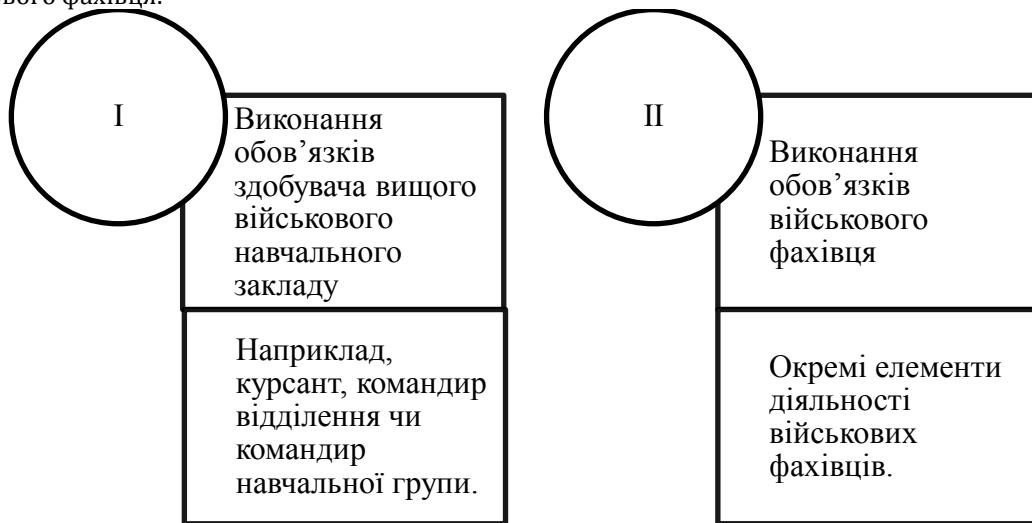 ового фахівця.
I
Виконання
обов’язків
здобувача вищого
військового
навчального
закладу
Наприклад,
курсант, командир
відділення чи
командир
навчальної групи.
II
Виконання
обов’язків
військового
фахівця
Окремі елементи
діяльності
військових
фахівців.